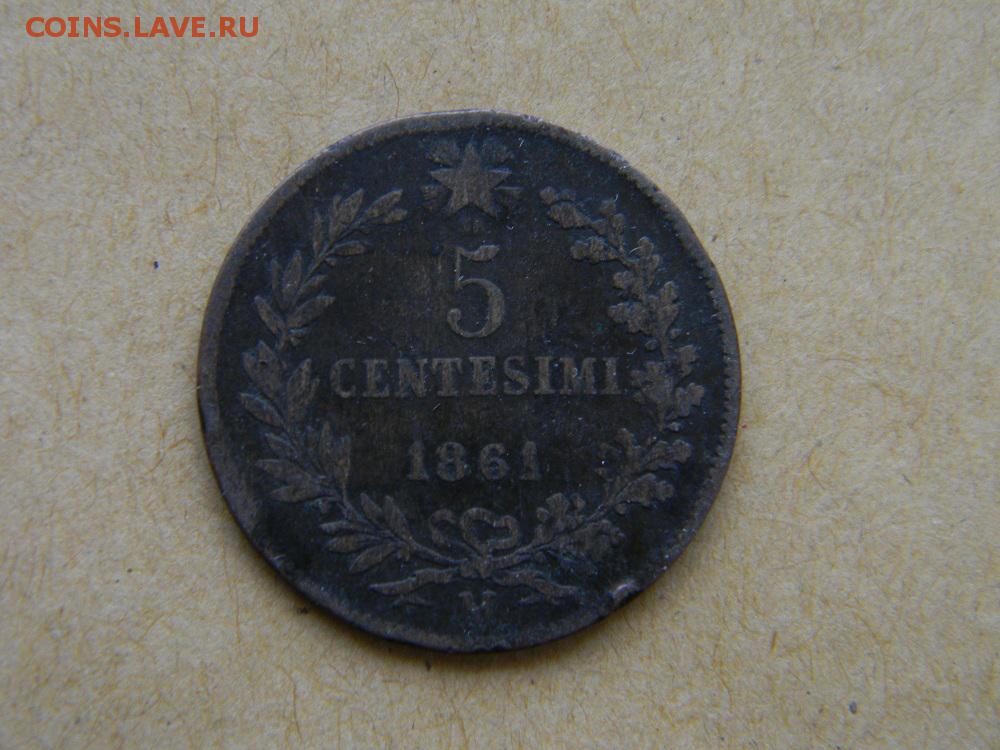 COINS.LAVE.RU
5
CENTESIMI
1861
M